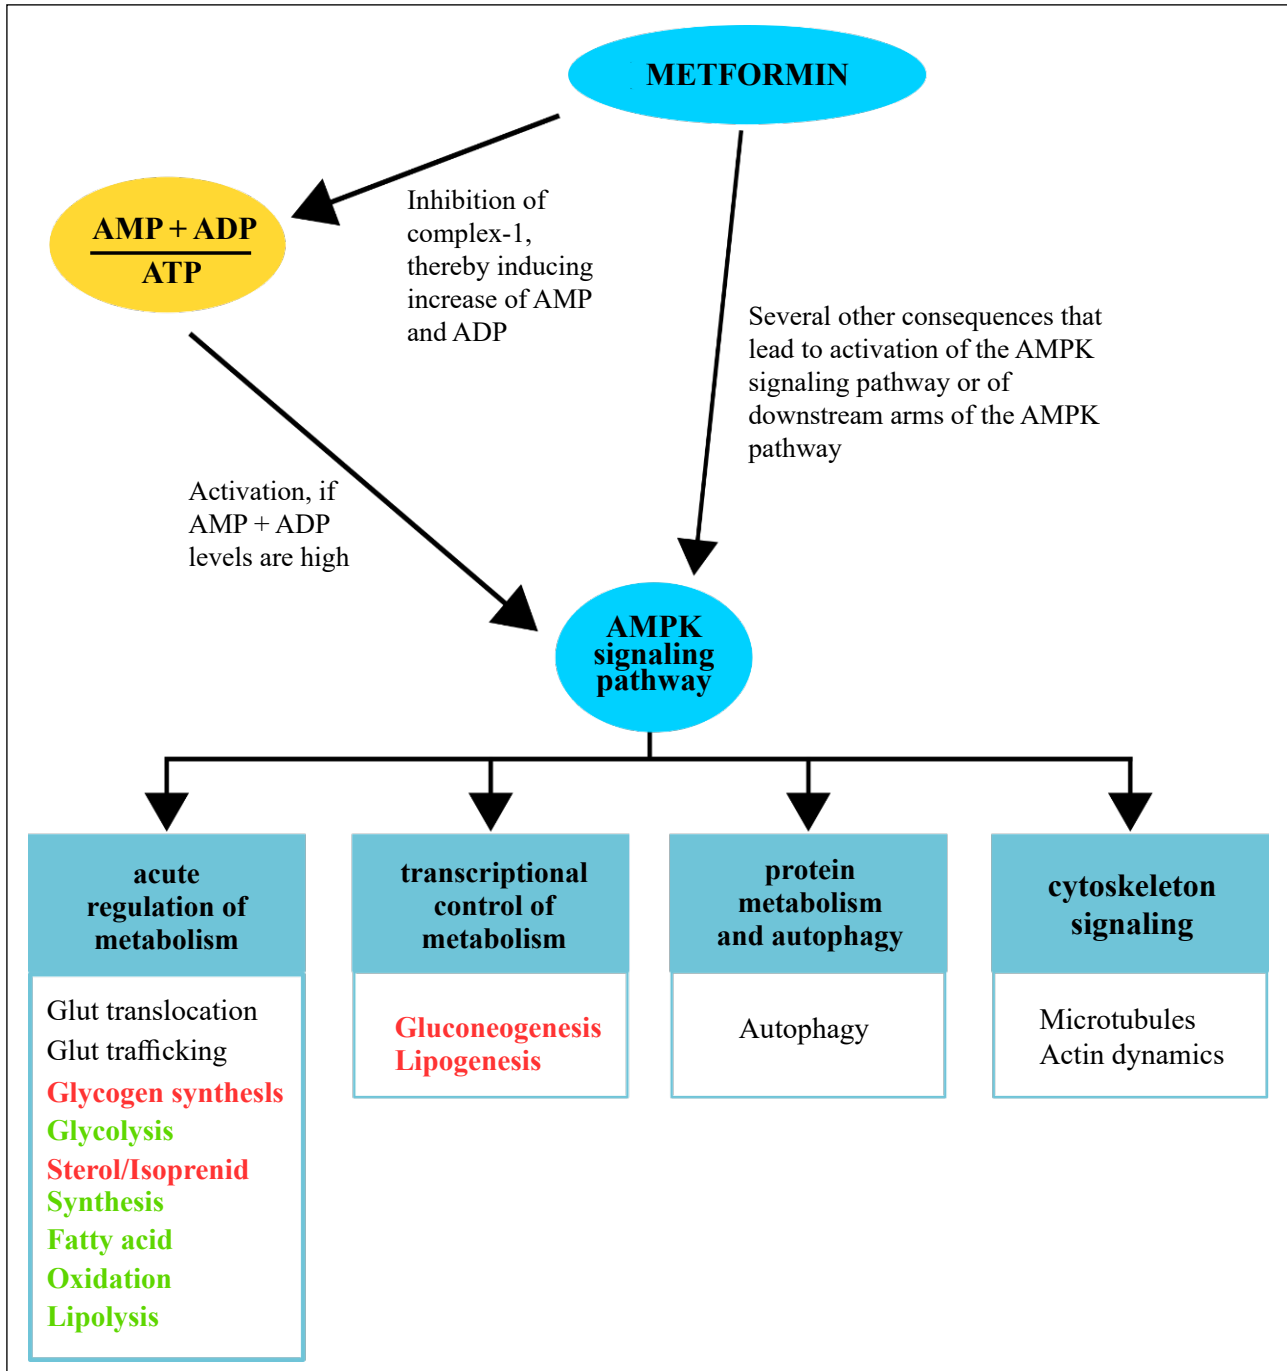 METFORMIN
AMP + ADP
ATP
Inhibition of
complex-1,
thereby inducing
increase of AMP
and ADP
Several other consequences that
lead to activation of the AMPK
signaling pathway or of
downstream arms of the AMPK
pathway
Activation, if
AMP + ADP
levels are high
AMPK
signaling
pathway
acute
regulation of
metabolism
Glut translocation
Glut trafficking
Glycogen synthesls
Glycolysis
Sterol/Isoprenid
Synthesis
Fatty acid
Oxidation
Lipolysis
transcriptional
control of
metabolism
Gluconeogenesis
Lipogenesis
protein
metabolism
and autophagy
Autophagy
cytoskeleton
signaling
Microtubules
Actin dynamics